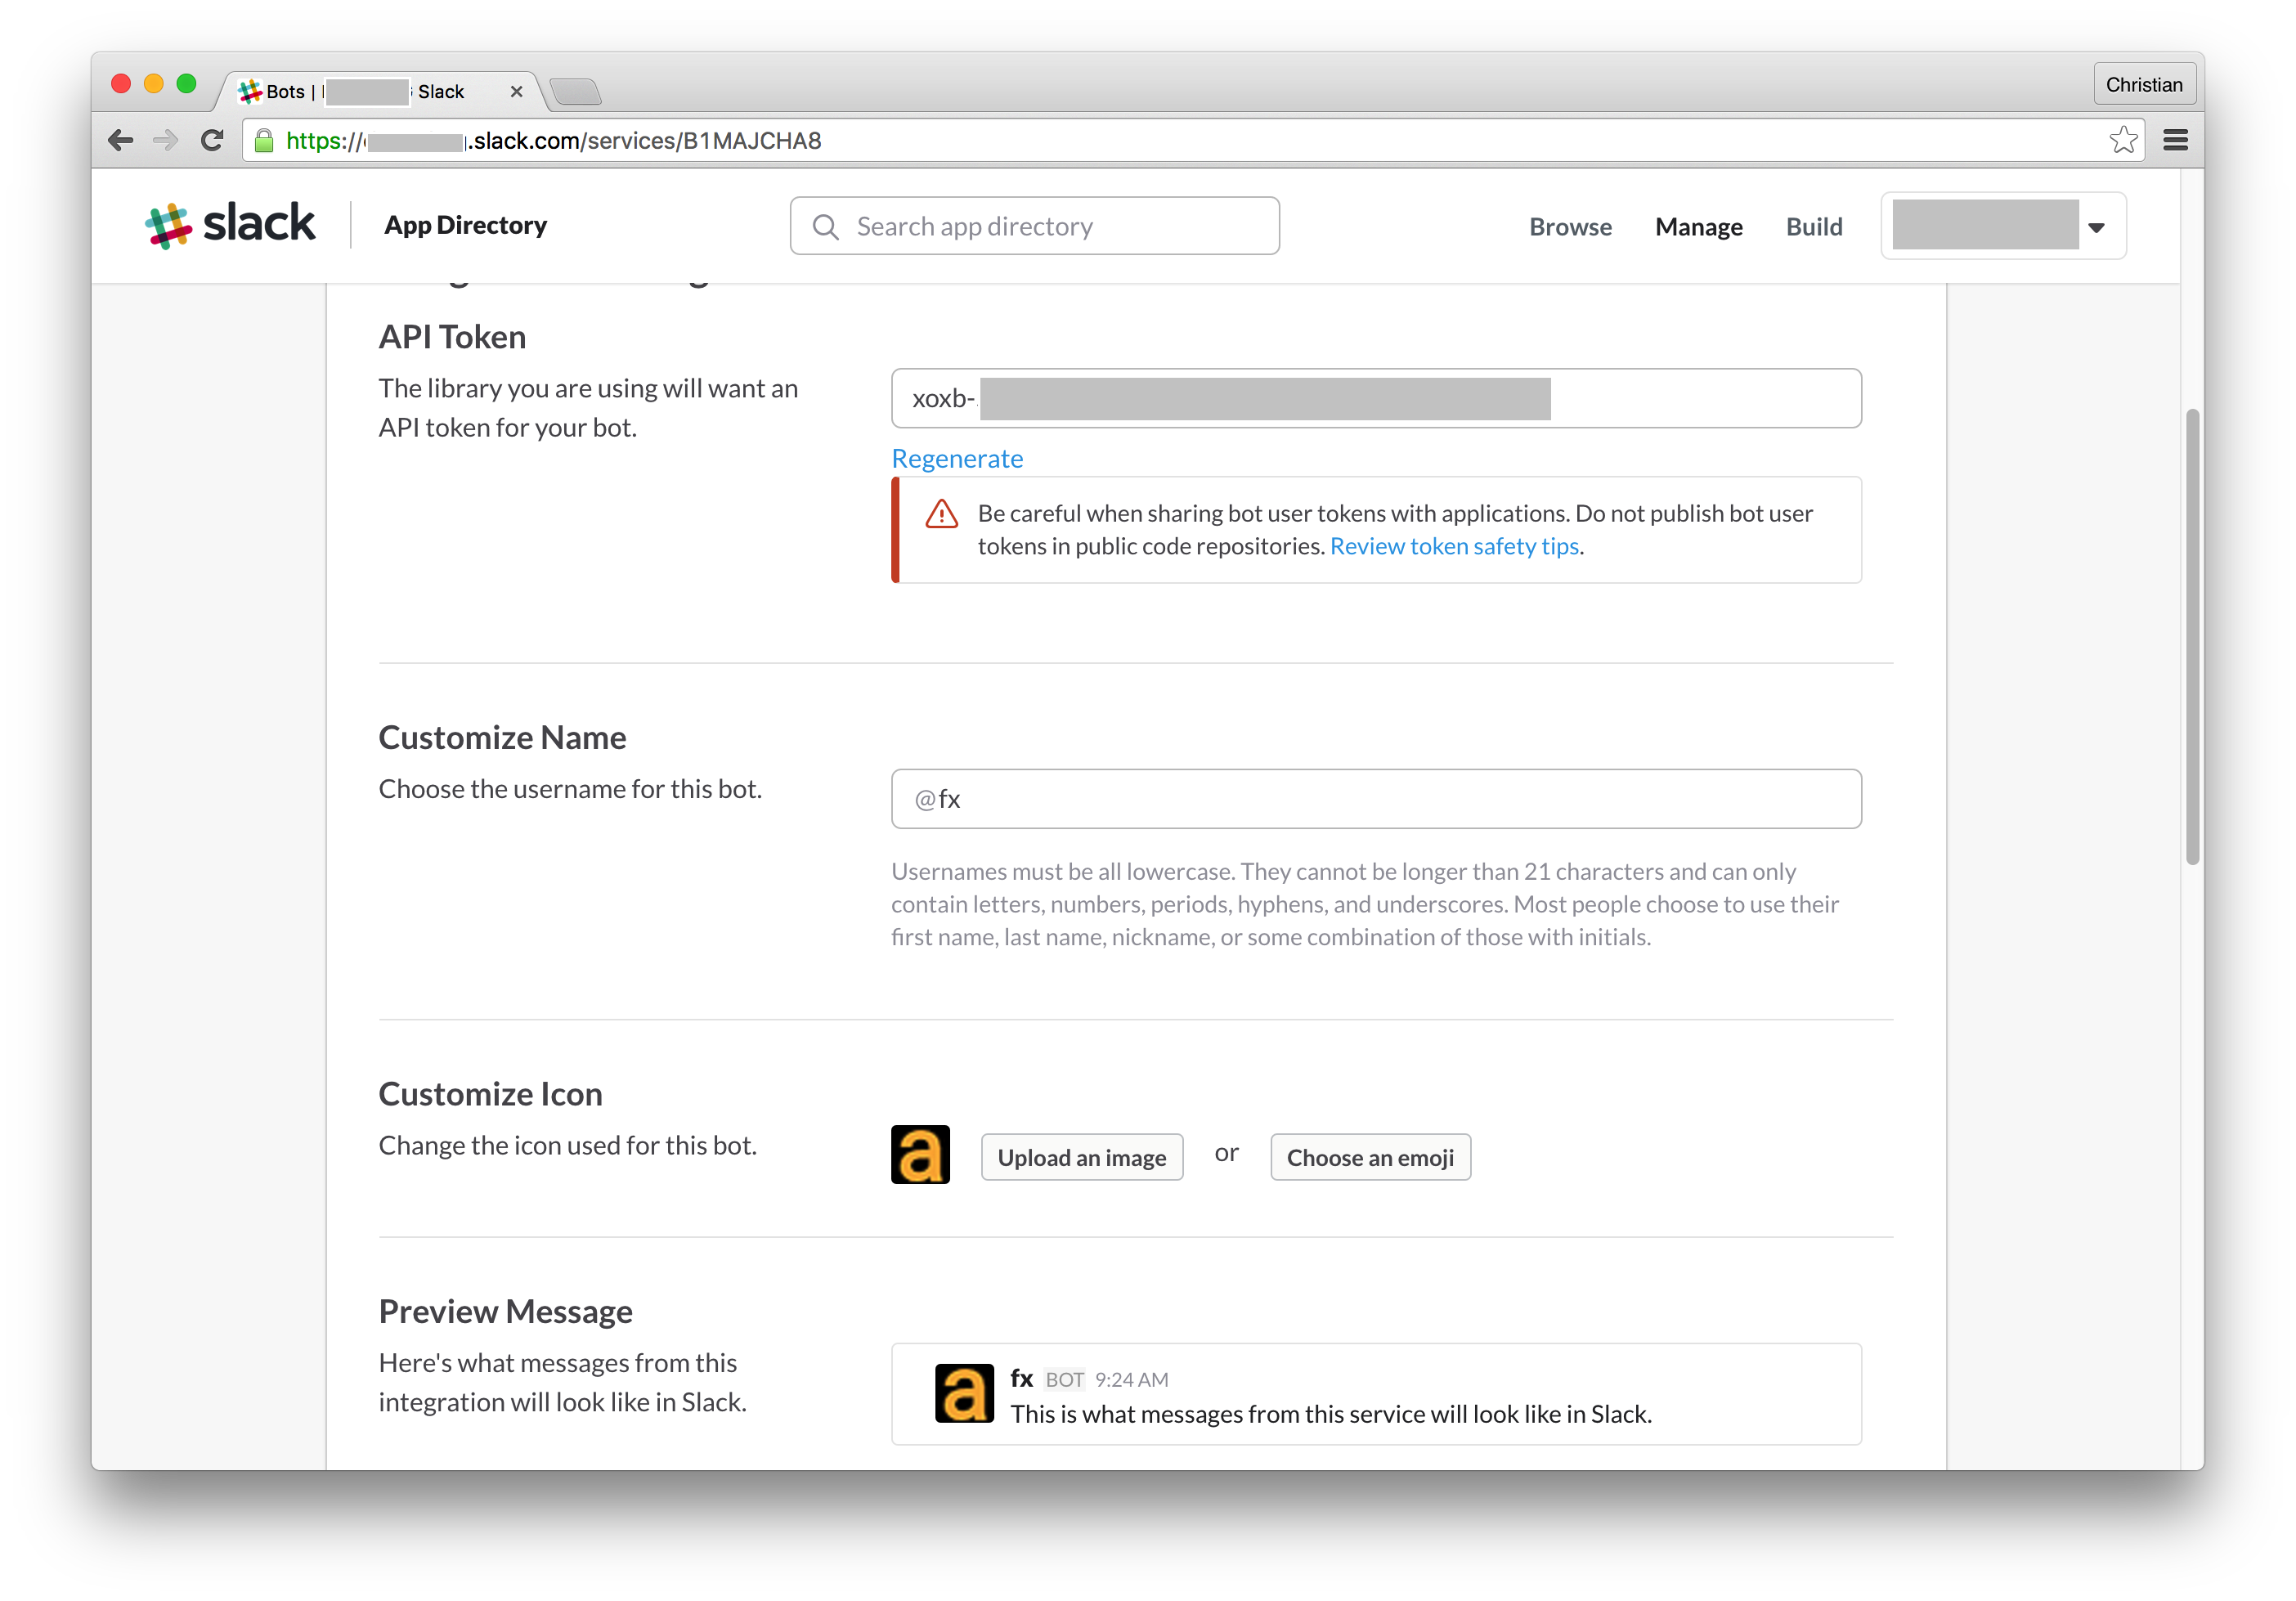 Bots | Slack
Christian
https:// .slack.com/services/B1MAJCHA8
slack App Directory Search app directory Browse Manage Build
API Token
The library you are using will want an
API token for your bot.
xoxb-
Regenerate
Be careful when sharing bot user tokens with applications. Do not publish bot user
tokens in public code repositories. Review token safety tips.
Customize Name
Choose the username for this bot.
@fx
Usernames must be all lowercase. They cannot be longer than 21 characters and can only
contain letters, numbers, periods, hyphens, and underscores. Most people choose to use their
first name, last name, nickname, or some combination of those with initials.
Customize Icon
Change the icon used for this bot.
a Upload an image or Choose an emoji
Preview Message
Here's what messages from this
integration will look like in Slack.
a fx BOT 9:24 AM
This is what messages from this service will look like in Slack.